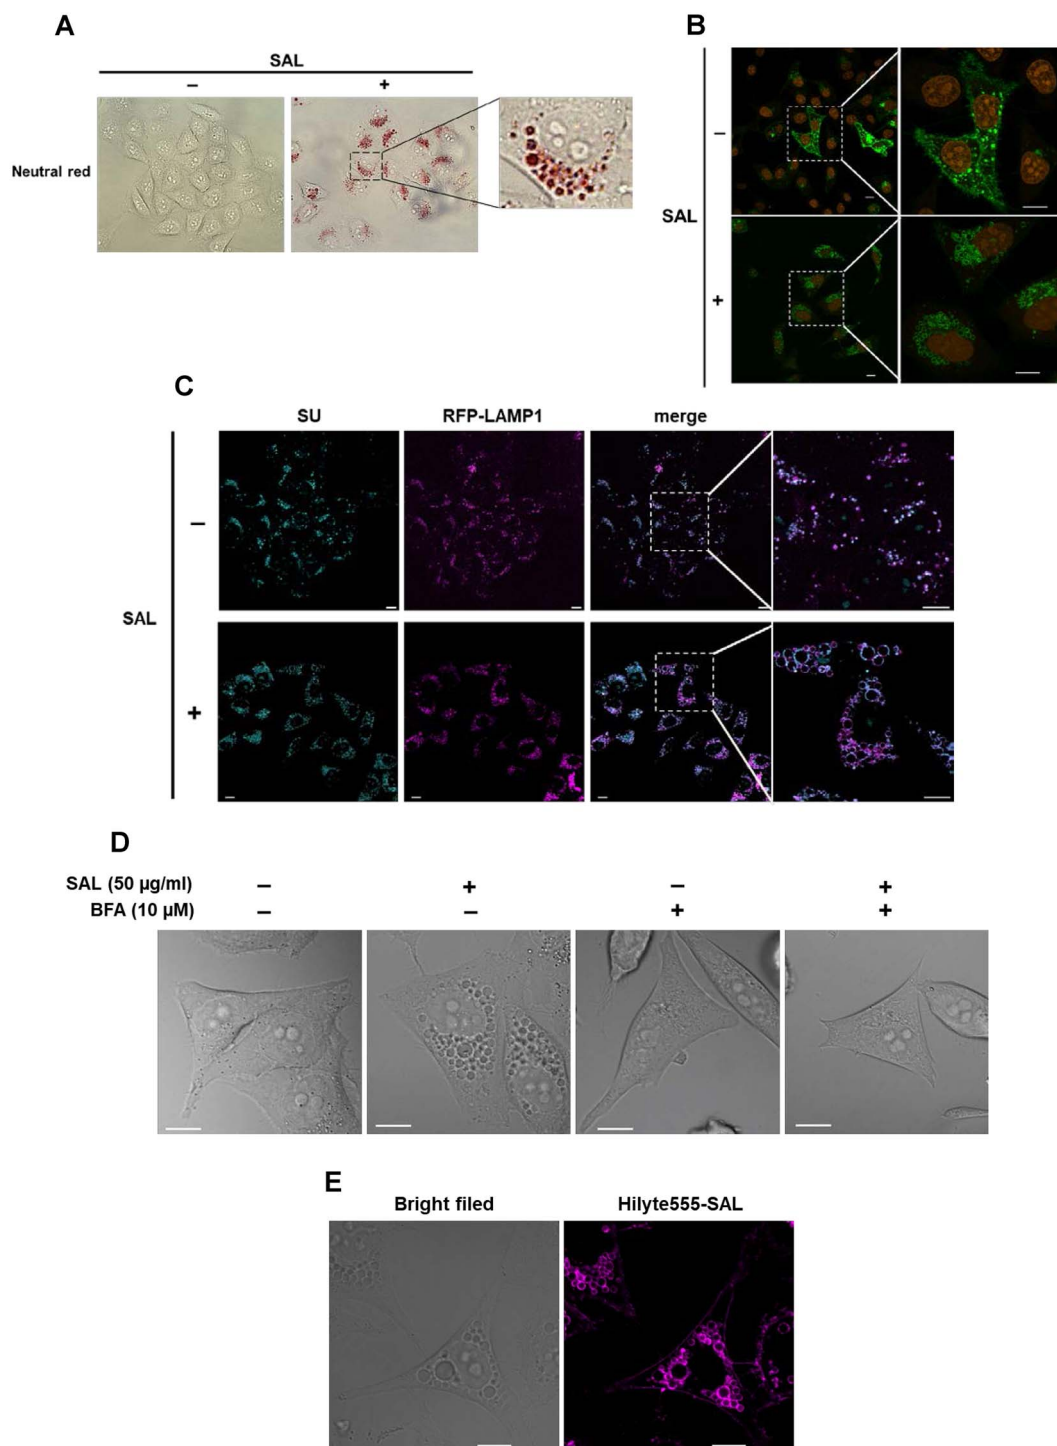 A
SAL
– +
Neutral red
B
–
SAL
+
C
SU RFP-LAMP1 merge
–
SAL
+
D
SAL (50 µg/ml) – + – +
BFA (10 µM) – – + +
E
Bright filed Hilyte555-SAL